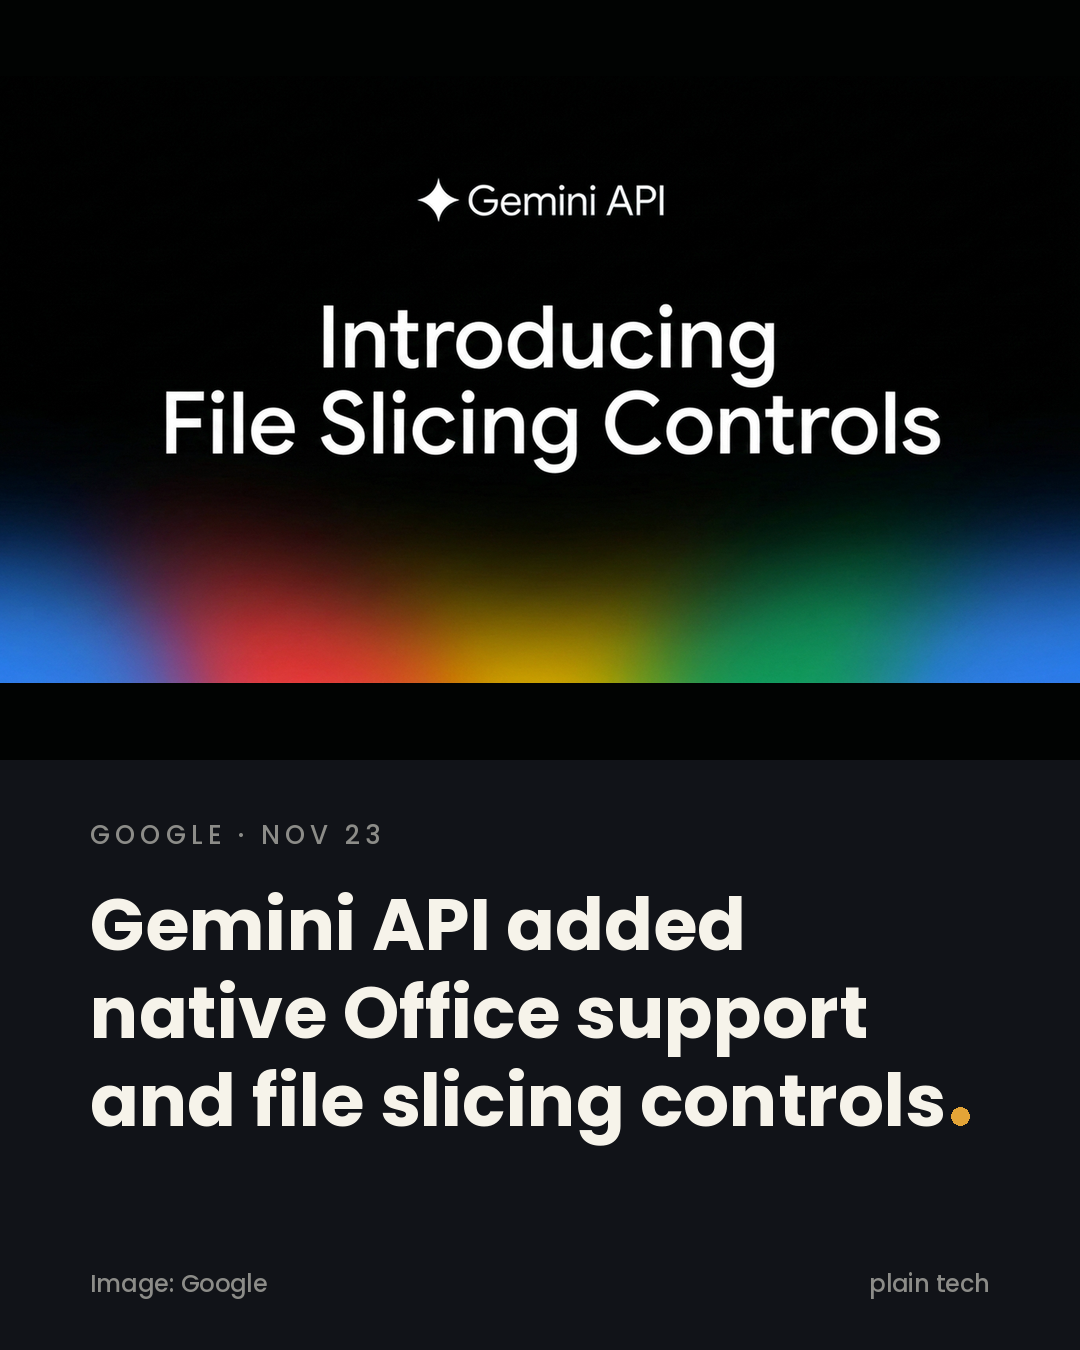 Gemini API
Introducing
File Slicing Controls
GOOGLE · NOV 23
Gemini API added
native Office support
and file slicing controls.
Image: Google
plain tech